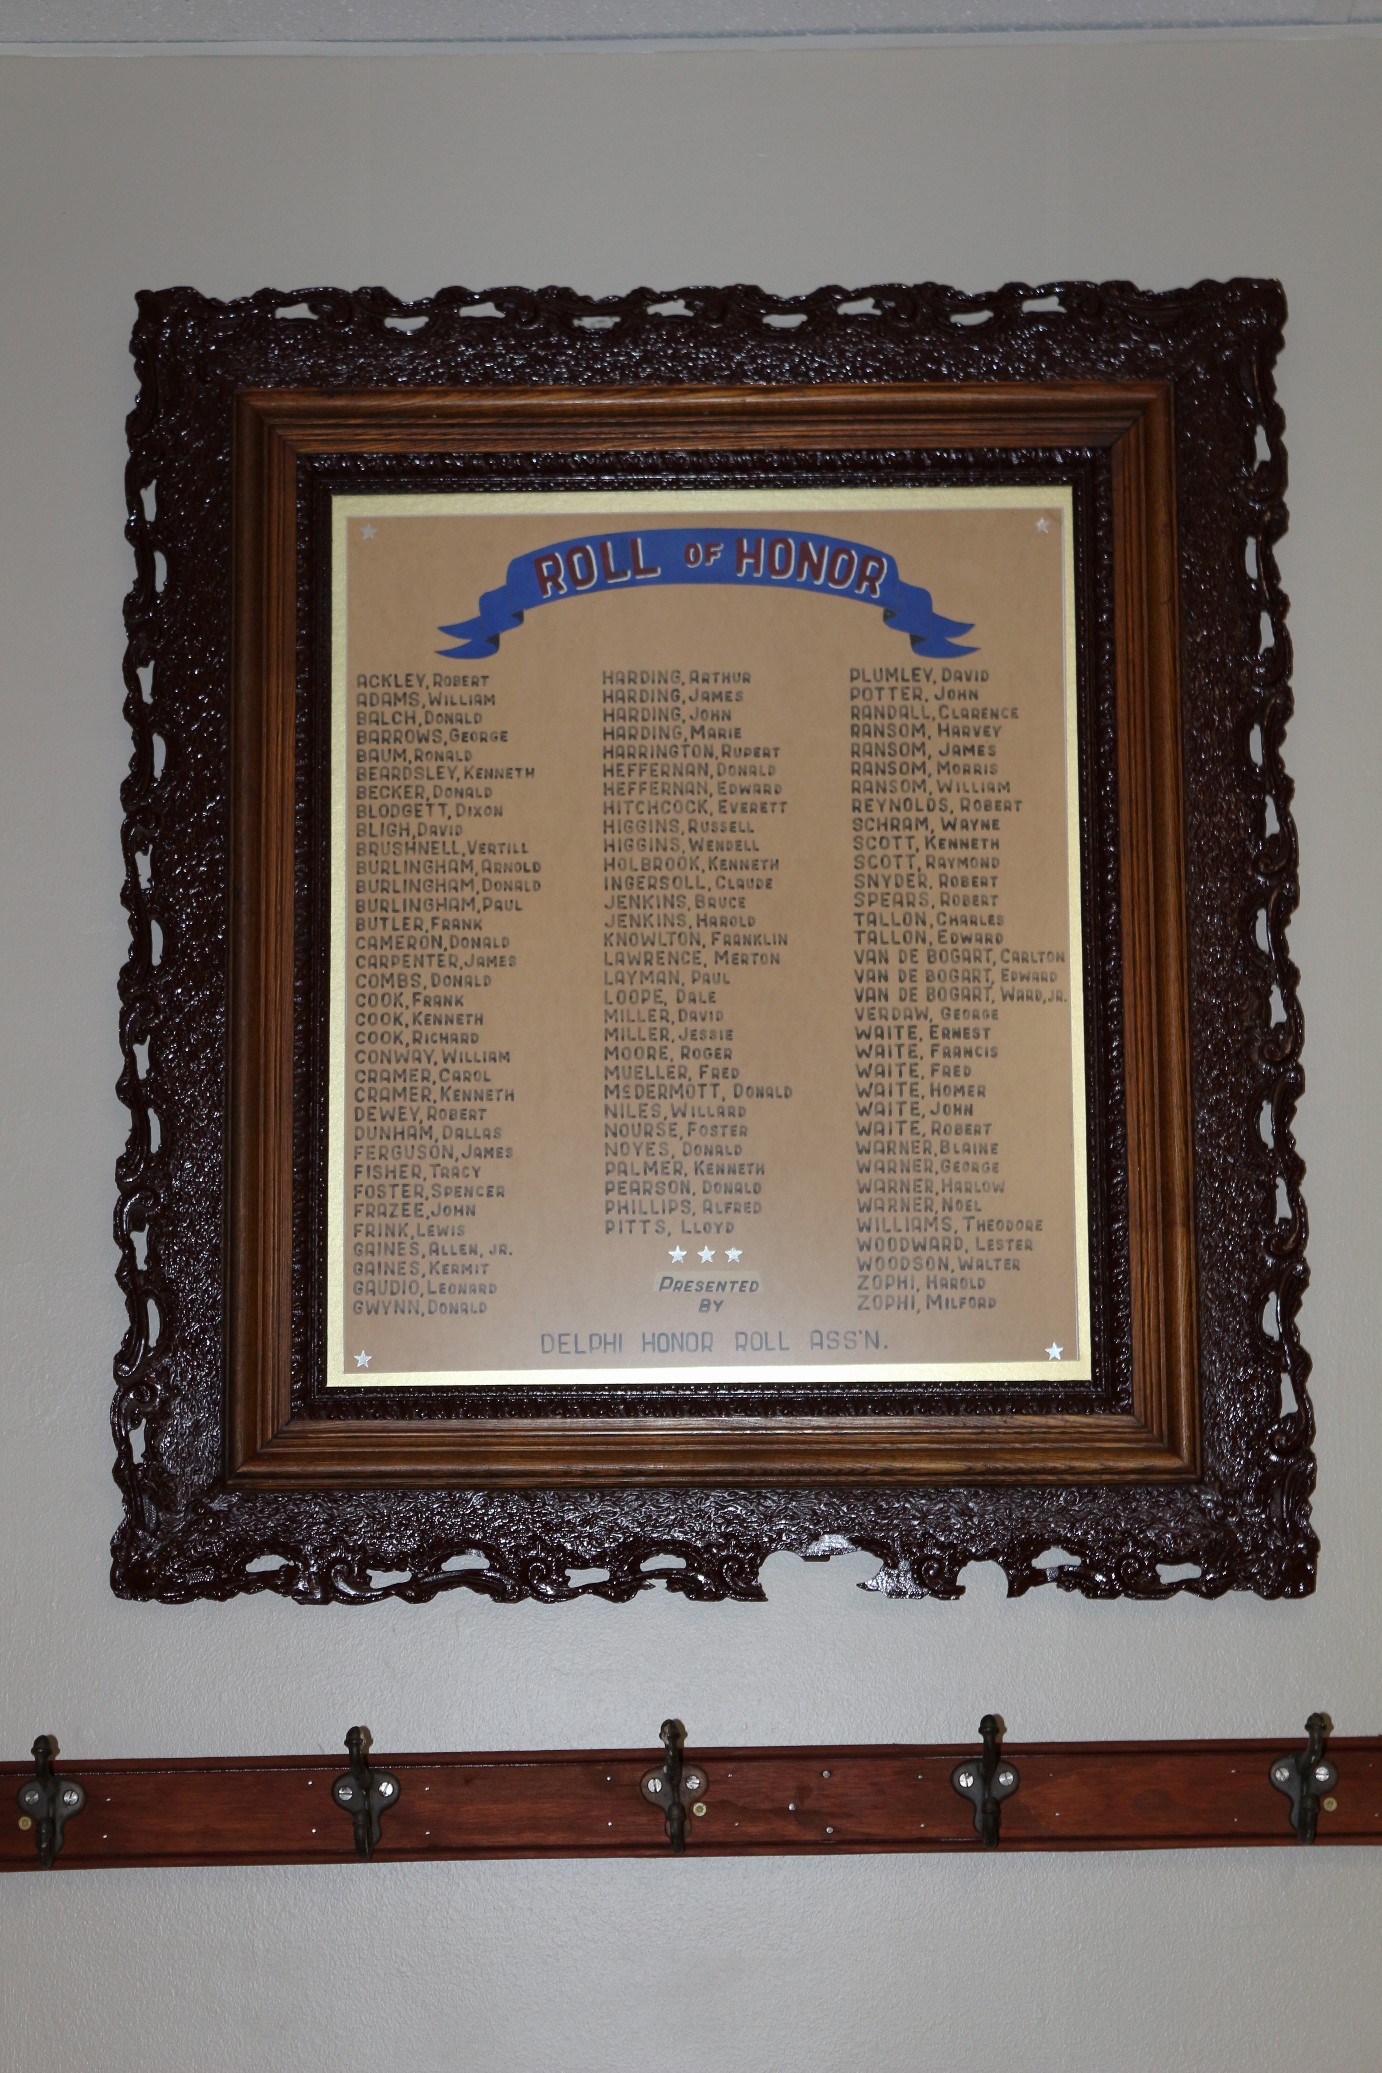 ROLL OF HONOR
ACKLEY, ROBERT
ADAMS, WILLIAM
BALCH, DONALD
BARROWS, GEORGE
BAUM, RONALD
BEARDSLEY, KENNETH
BECKER, DONALD
BLODGETT, DIXON
BLIGH, DAVID
BRUSHNELL, VERTILL
BURLINGHAM, ARNOLD
BURLINGHAM, DONALD
BURLINGHAM, PAUL
BUTLER, FRANK
CAMERON, DONALD
CARPENTER, JAMES
COMBS, DONALD
COOK, FRANK
COOK, KENNETH
COOK, RICHARD
CONWAY, WILLIAM
CRAMER, CAROL
CRAMER, KENNETH
DEWEY, ROBERT
DUNHAM, DALLAS
FERGUSON, JAMES
FISHER, TRACY
FOSTER, SPENCER
FRAZEE, JOHN
FRINK, LEWIS
GAINES, ALLEN, JR.
GAINES, KERMIT
GAUDIO, LEONARD
GWYNN, DONALD
HARDING, ARTHUR
HARDING, JAMES
HARDING, JOHN
HARDING, MARIE
HARRINGTON, RUPERT
HEFFERNAN, DONALD
HEFFERNAN, EDWARD
HITCHCOCK, EVERETT
HIGGINS, RUSSELL
HIGGINS, WENDELL
HOLBROOK, KENNETH
INGERSOLL, CLAUDE
JENKINS, BRUCE
JENKINS, HAROLD
KNOWLTON, FRANKLIN
LAWRENCE, MERTON
LAYMAN, PAUL
LOOPE, DALE
MILLER, DAVID
MILLER, JESSIE
MOORE, ROGER
MUELLER, FRED
McDERMOTT, DONALD
NILES, WILLARD
NOURSE, FOSTER
NOYES, DONALD
PALMER, KENNETH
PEARSON, DONALD
PHILLIPS, ALFRED
PITTS, LLOYD
PLUMLEY, DAVID
POTTER, JOHN
RANDALL, CLARENCE
RANSOM, HARVEY
RANSOM, JAMES
RANSOM, MORRIS
RANSOM, WILLIAM
REYNOLDS, ROBERT
SCHRAM, WAYNE
SCOTT, KENNETH
SCOTT, RAYMOND
SNYDER, ROBERT
SPEARS, ROBERT
TALLON, CHARLES
TALLON, EDWARD
VAN DE BOGART, CARLTON
VAN DE BOGART, EDWARD
VAN DE BOGART, WARD, JR.
VERDAW, GEORGE
WAITE, ERNEST
WAITE, FRANCIS
WAITE, FRED
WAITE, HOMER
WAITE, JOHN
WAITE, ROBERT
WARNER, BLAINE
WARNER, GEORGE
WARNER, HARLOW
WARNER, NOEL
WILLIAMS, THEODORE
WOODWARD, LESTER
WOODSON, WALTER
ZOPHI, HAROLD
ZOPHI, MILFORD
PRESENTED
BY
DELPHI HONOR ROLL ASS'N.